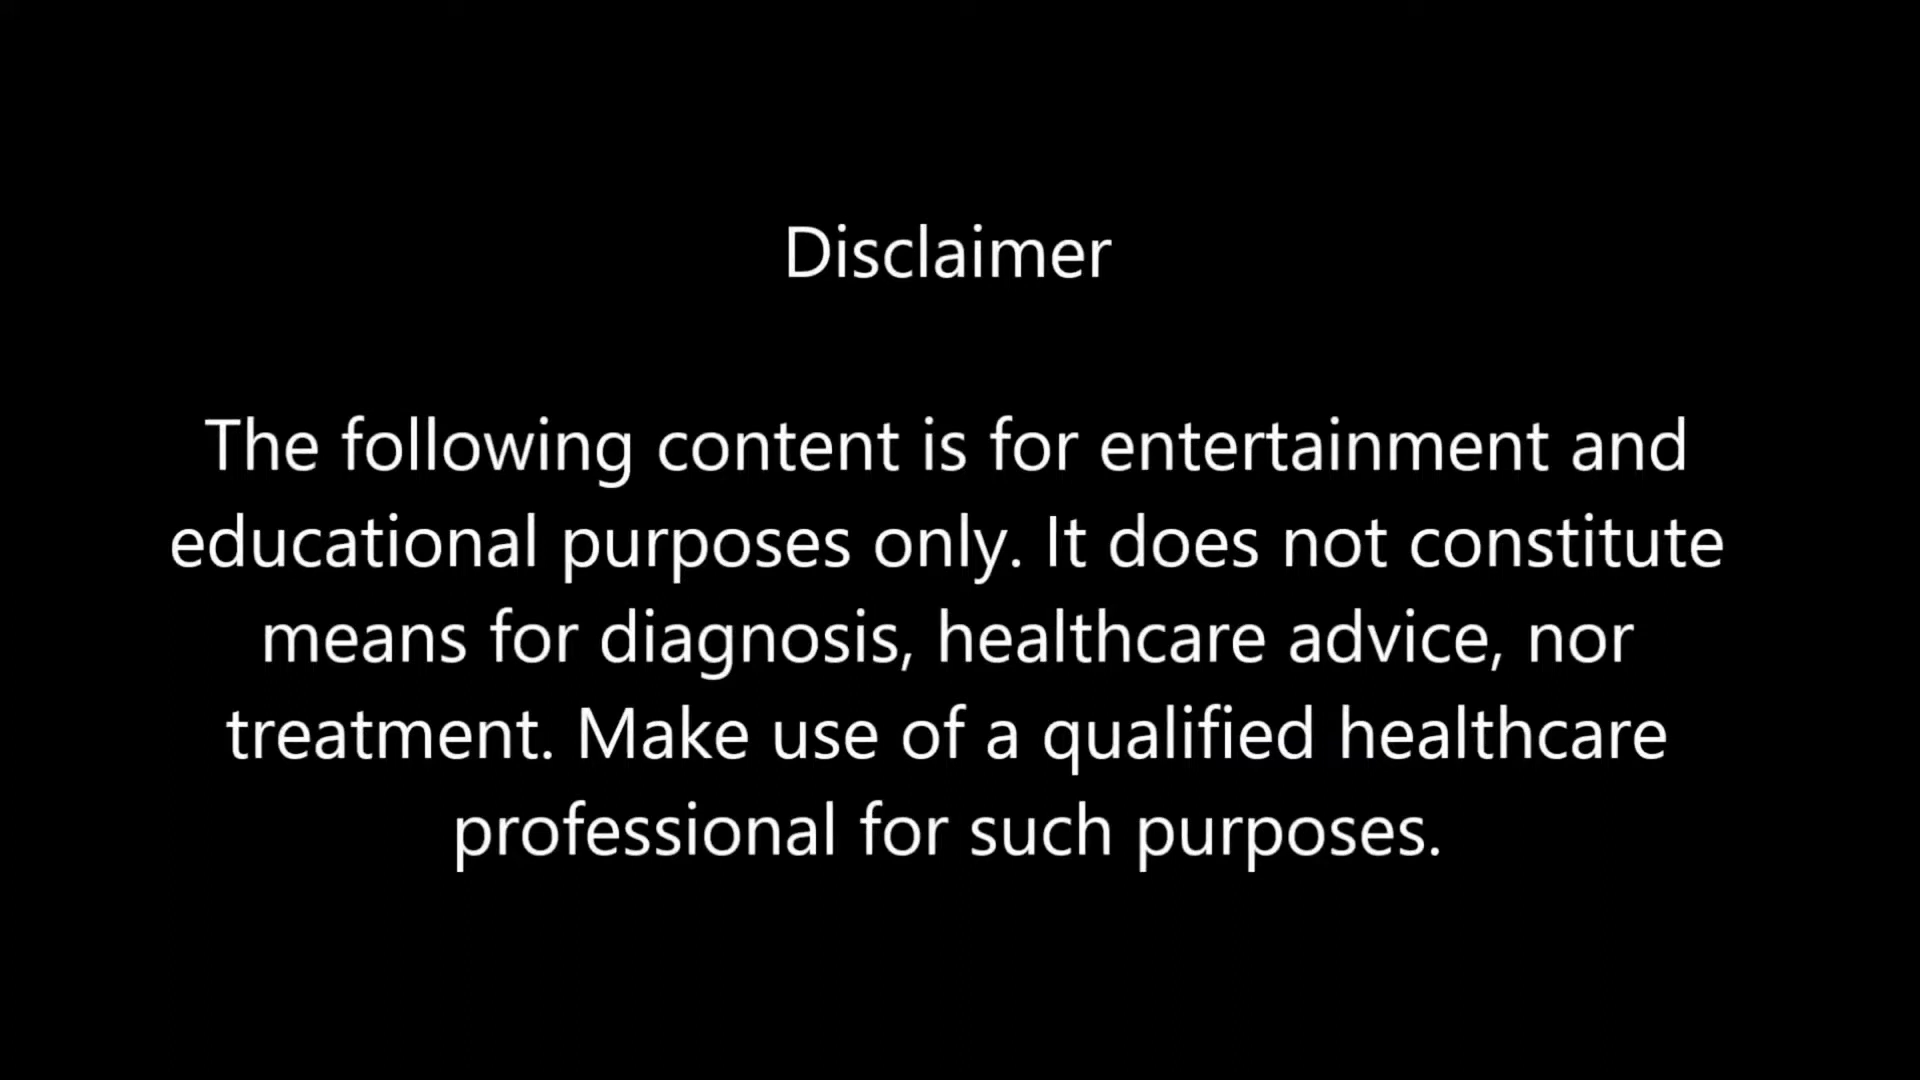 Disclaimer
The following content is for entertainment and
educational purposes only. It does not constitute
means for diagnosis, healthcare advice, nor
treatment. Make use of a qualified healthcare
professional for such purposes.